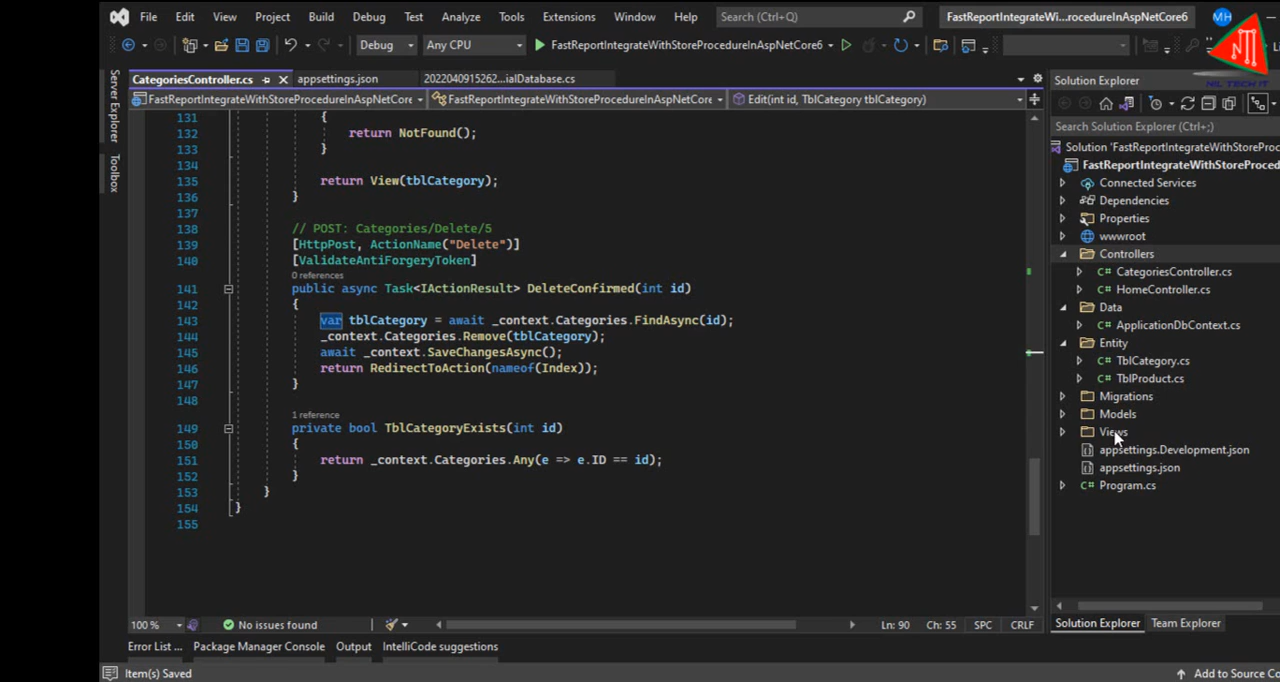 File Edit View Project Build Debug Test Analyze Tools Extensions Window Help Search (Ctrl+Q) FastReportIntegrateWi...rocedureInAspNetCore6 MH
Debug Any CPU FastReportIntegrateWithStoreProcedureInAspNetCore6
ML TECH IT
CategoriesController.cs appsettings.json 2022040915262...ialDatabase.cs
FastReportIntegrateWithStoreProcedureInAspNetCore FastReportIntegrateWithStoreProcedureInAspNetCore Edit(int id, TblCategory tblCategory)
Server Explorer
Toolbox
131 {
132 return NotFound();
133 }
134
135 return View(tblCategory);
136 }
137
138 // POST: Categories/Delete/5
139 [HttpPost, ActionName("Delete")]
140 [ValidateAntiForgeryToken]
0 references
141 public async Task<IActionResult> DeleteConfirmed(int id)
142 {
143 var tblCategory = await _context.Categories.FindAsync(id);
144 _context.Categories.Remove(tblCategory);
145 await _context.SaveChangesAsync();
146 return RedirectToAction(nameof(Index));
147 }
148
1 reference
149 private bool TblCategoryExists(int id)
150 {
151 return _context.Categories.Any(e => e.ID == id);
152 }
153 }
154 }
155
100 % No issues found Ln: 90 Ch: 55 SPC CRLF
Error List ... Package Manager Console Output IntelliCode suggestions
Item(s) Saved
Solution Explorer
Search Solution Explorer (Ctrl+;)
Solution 'FastReportIntegrateWithStorePro
FastReportIntegrateWithStoreProced
Connected Services
Dependencies
Properties
wwwroot
Controllers
C# CategoriesController.cs
C# HomeController.cs
Data
C# ApplicationDbContext.cs
Entity
C# TblCategory.cs
C# TblProduct.cs
Migrations
Models
Views
appsettings.Development.json
appsettings.json
C# Program.cs
Solution Explorer Team Explorer
Add to Source Co